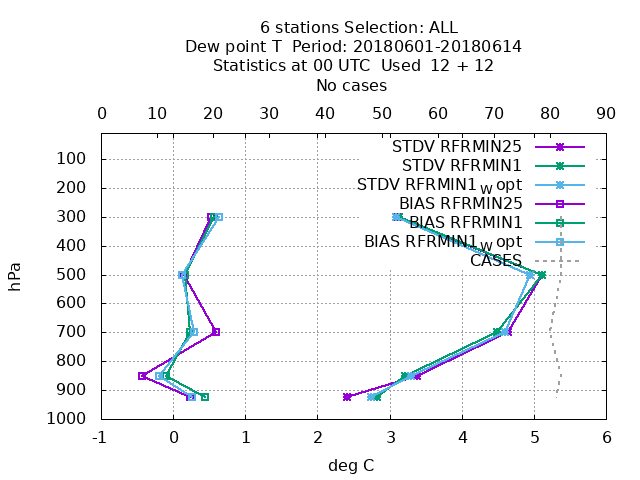 6 stations Selection: ALL
Dew point T  Period: 20180601-20180614
Statistics at 00 UTC  Used  12 + 12
No cases
0 10 20 30 40 50 60 70 80 90
STDV RFRMIN25
STDV RFRMIN1
STDV RFRMIN1w opt
BIAS RFRMIN25
BIAS RFRMIN1
BIAS RFRMIN1w opt
CASES
100
200
300
400
500
600
700
800
900
1000
hPa
-1 0 1 2 3 4 5 6
deg C